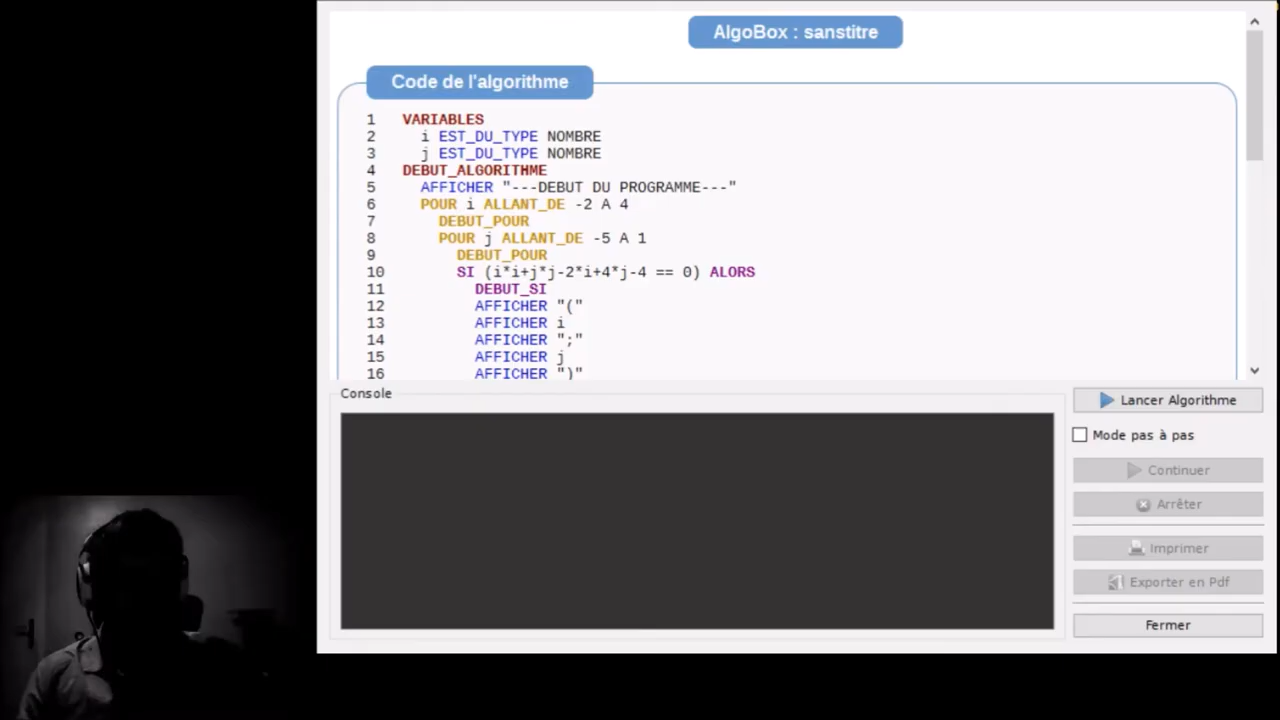 AlgoBox : sanstitre
Code de l'algorithme
1 VARIABLES
2 i EST_DU_TYPE NOMBRE
3 j EST_DU_TYPE NOMBRE
4 DEBUT_ALGORITHME
5 AFFICHER "---DEBUT DU PROGRAMME---"
6 POUR i ALLANT_DE -2 A 4
7 DEBUT_POUR
8 POUR j ALLANT_DE -5 A 1
9 DEBUT_POUR
10 SI (i*i+j*j-2*i+4*j-4 == 0) ALORS
11 DEBUT_SI
12 AFFICHER "("
13 AFFICHER i
14 AFFICHER ";"
15 AFFICHER j
16 AFFICHER ")"
Console
Lancer Algorithme
Mode pas à pas
Continuer
Arrêter
Imprimer
Exporter en Pdf
Fermer